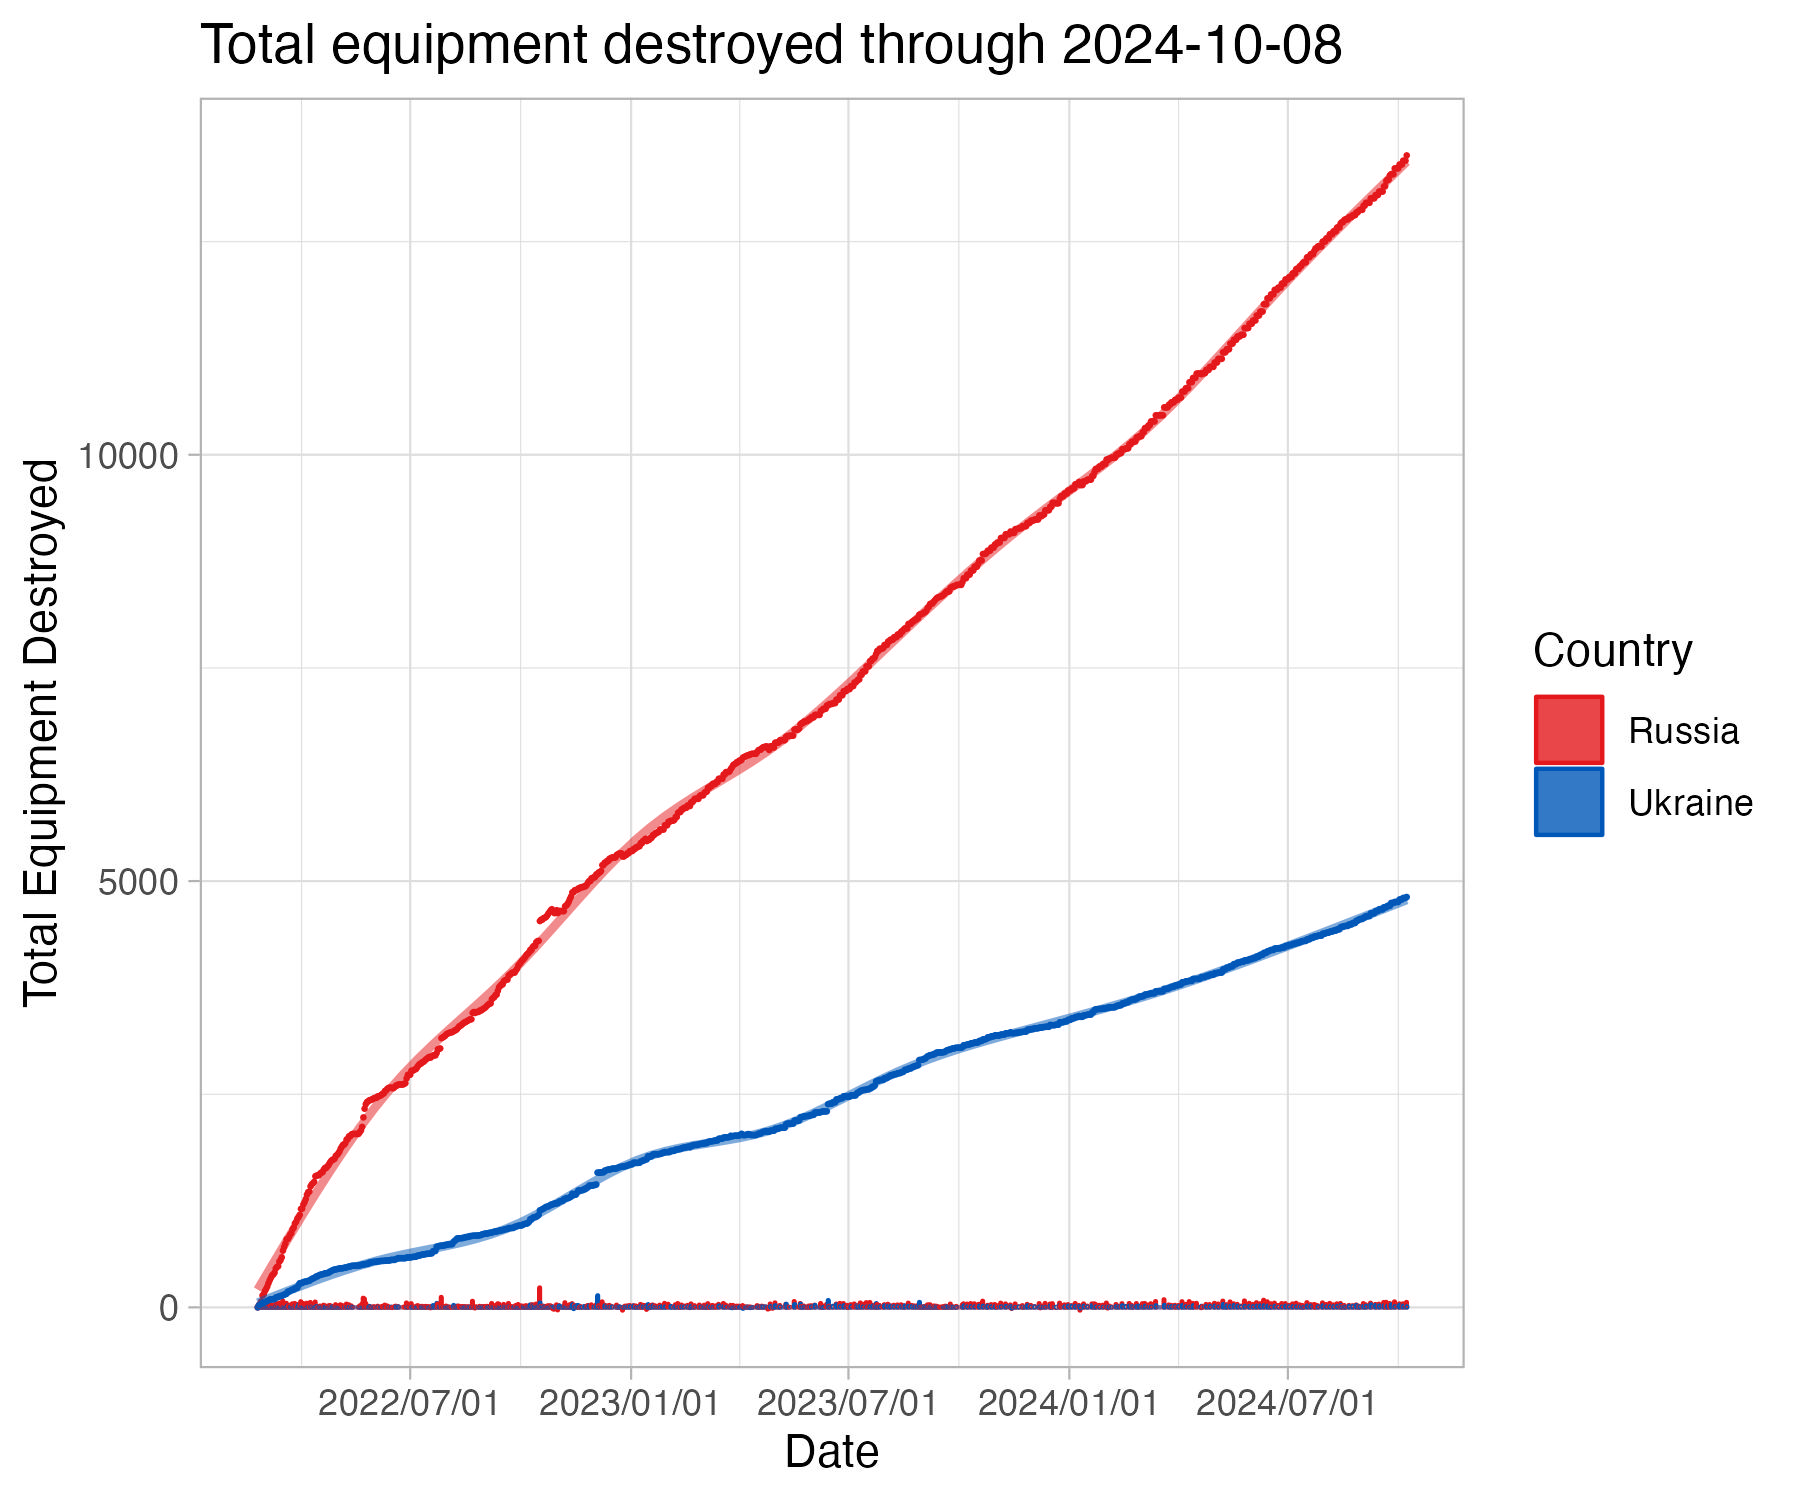 Total equipment destroyed through 2024-10-08
Total Equipment Destroyed
10000
5000
0
2022/07/01
2023/01/01
2023/07/01
2024/01/01
2024/07/01
Date
Country
Russia
Ukraine